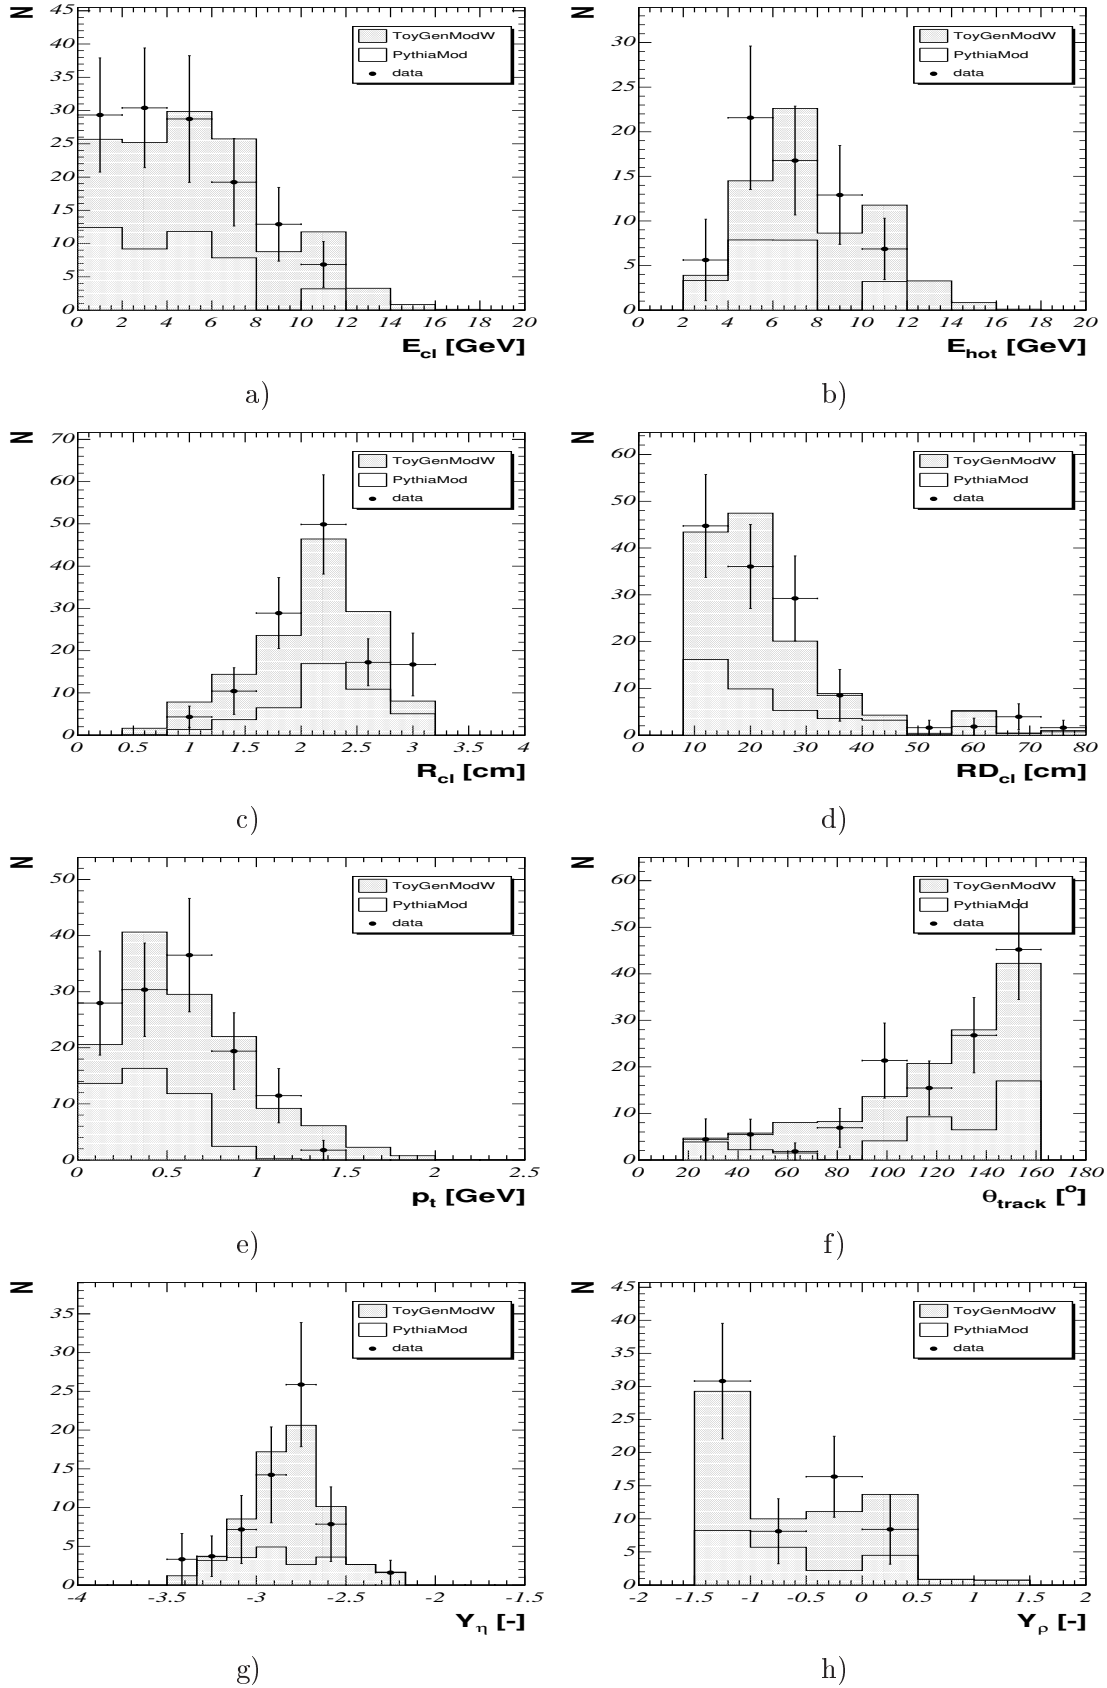 N
45
40
35
30
25
20
15
10
5
0
0 2 4 6 8 10 12 14 16 18 20
E_cl [GeV]
ToyGenModW
PythiaMod
data
a)
N
30
25
20
15
10
5
0
0 2 4 6 8 10 12 14 16 18 20
E_hot [GeV]
ToyGenModW
PythiaMod
data
b)
N
70
60
50
40
30
20
10
0
0 0.5 1 1.5 2 2.5 3 3.5 4
R_cl [cm]
ToyGenModW
PythiaMod
data
c)
N
60
50
40
30
20
10
0
0 10 20 30 40 50 60 70 80
RD_cl [cm]
ToyGenModW
PythiaMod
data
d)
N
50
40
30
20
10
0
0 0.5 1 1.5 2 2.5
p_t [GeV]
ToyGenModW
PythiaMod
data
e)
N
60
50
40
30
20
10
0
0 20 40 60 80 100 120 140 160 180
θ_track [°]
ToyGenModW
PythiaMod
data
f)
N
35
30
25
20
15
10
5
0
-4 -3.5 -3 -2.5 -2 -1.5
Y_η [-]
ToyGenModW
PythiaMod
data
g)
N
45
40
35
30
25
20
15
10
5
0
-2 -1.5 -1 -0.5 0 0.5 1 1.5 2
Y_ρ [-]
ToyGenModW
PythiaMod
data
h)